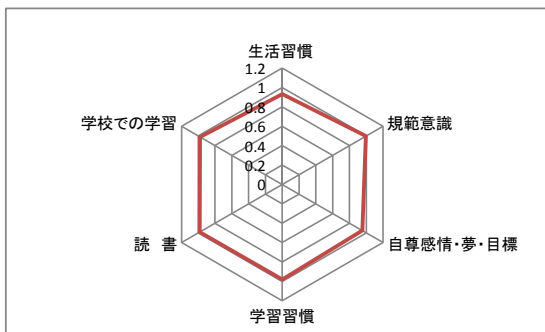 生活習慣
1.2
1
0.8
0.6
0.4
0.2
0
学校での学習
規範意識
読　書
自尊感情・夢・目標
学習習慣